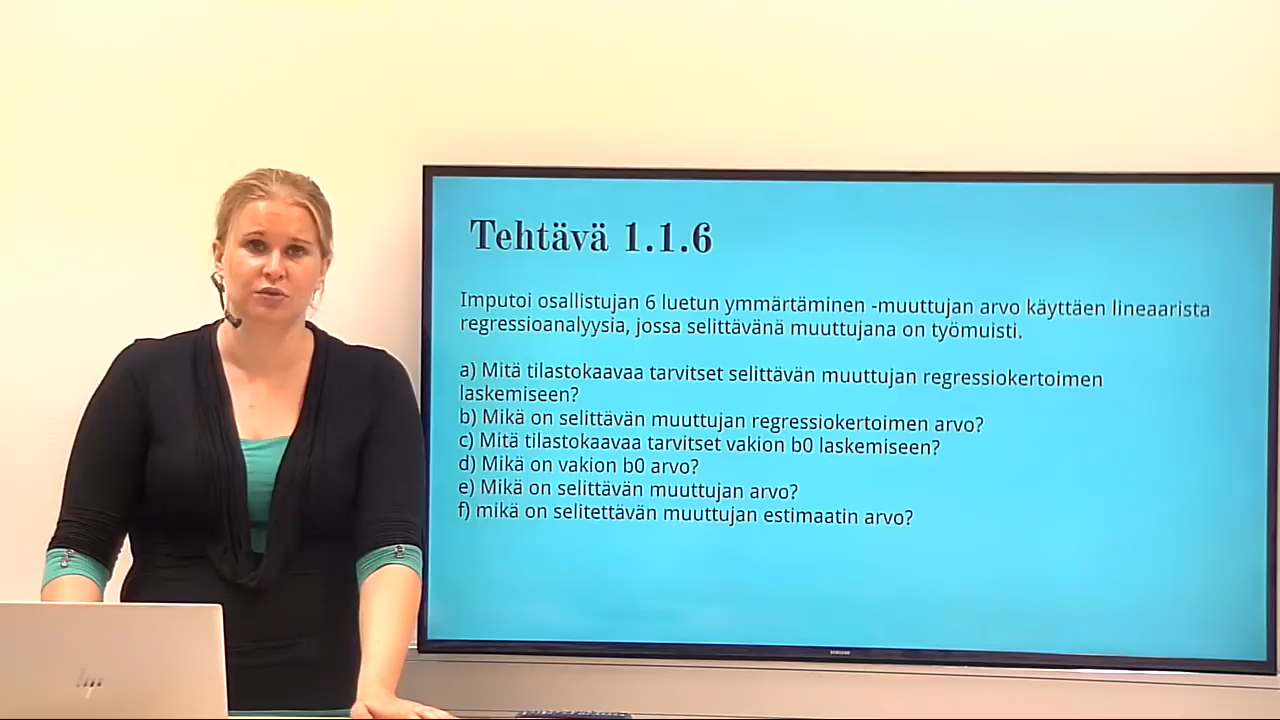 Tehtävä 1.1.6
Imputoi osallistujan 6 luetun ymmärtäminen -muuttujan arvo käyttäen lineaarista
regressioanalyysia, jossa selittävänä muuttujana on työmuisti.
a) Mitä tilastokaavaa tarvitset selittävän muuttujan regressiokertoimen
laskemiseen?
b) Mikä on selittävän muuttujan regressiokertoimen arvo?
c) Mitä tilastokaavaa tarvitset vakion b0 laskemiseen?
d) Mikä on vakion b0 arvo?
e) Mikä on selittävän muuttujan arvo?
f) mikä on selitettävän muuttujan estimaatin arvo?
SAMSUNG
hp